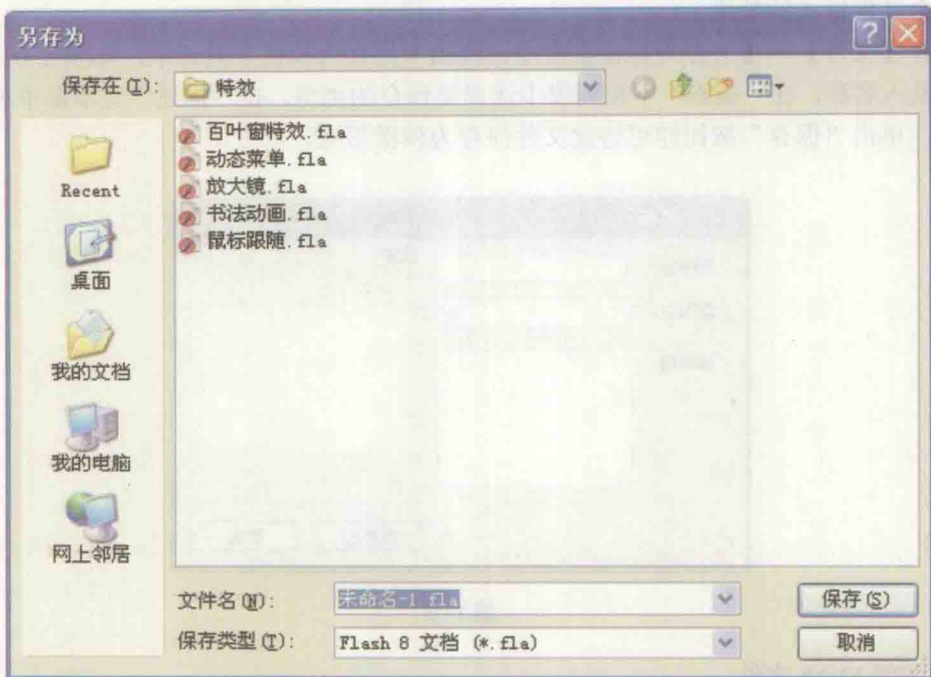 另存为
保存在(I): 特效
百叶窗特效.fla
动态菜单.fla
放大镜.fla
书法动画.fla
鼠标跟随.fla
Recent
桌面
我的文档
我的电脑
网上邻居
文件名(N): 未命名-1.fla 保存(S)
保存类型(T): Flash 8 文档 (*.fla) 取消